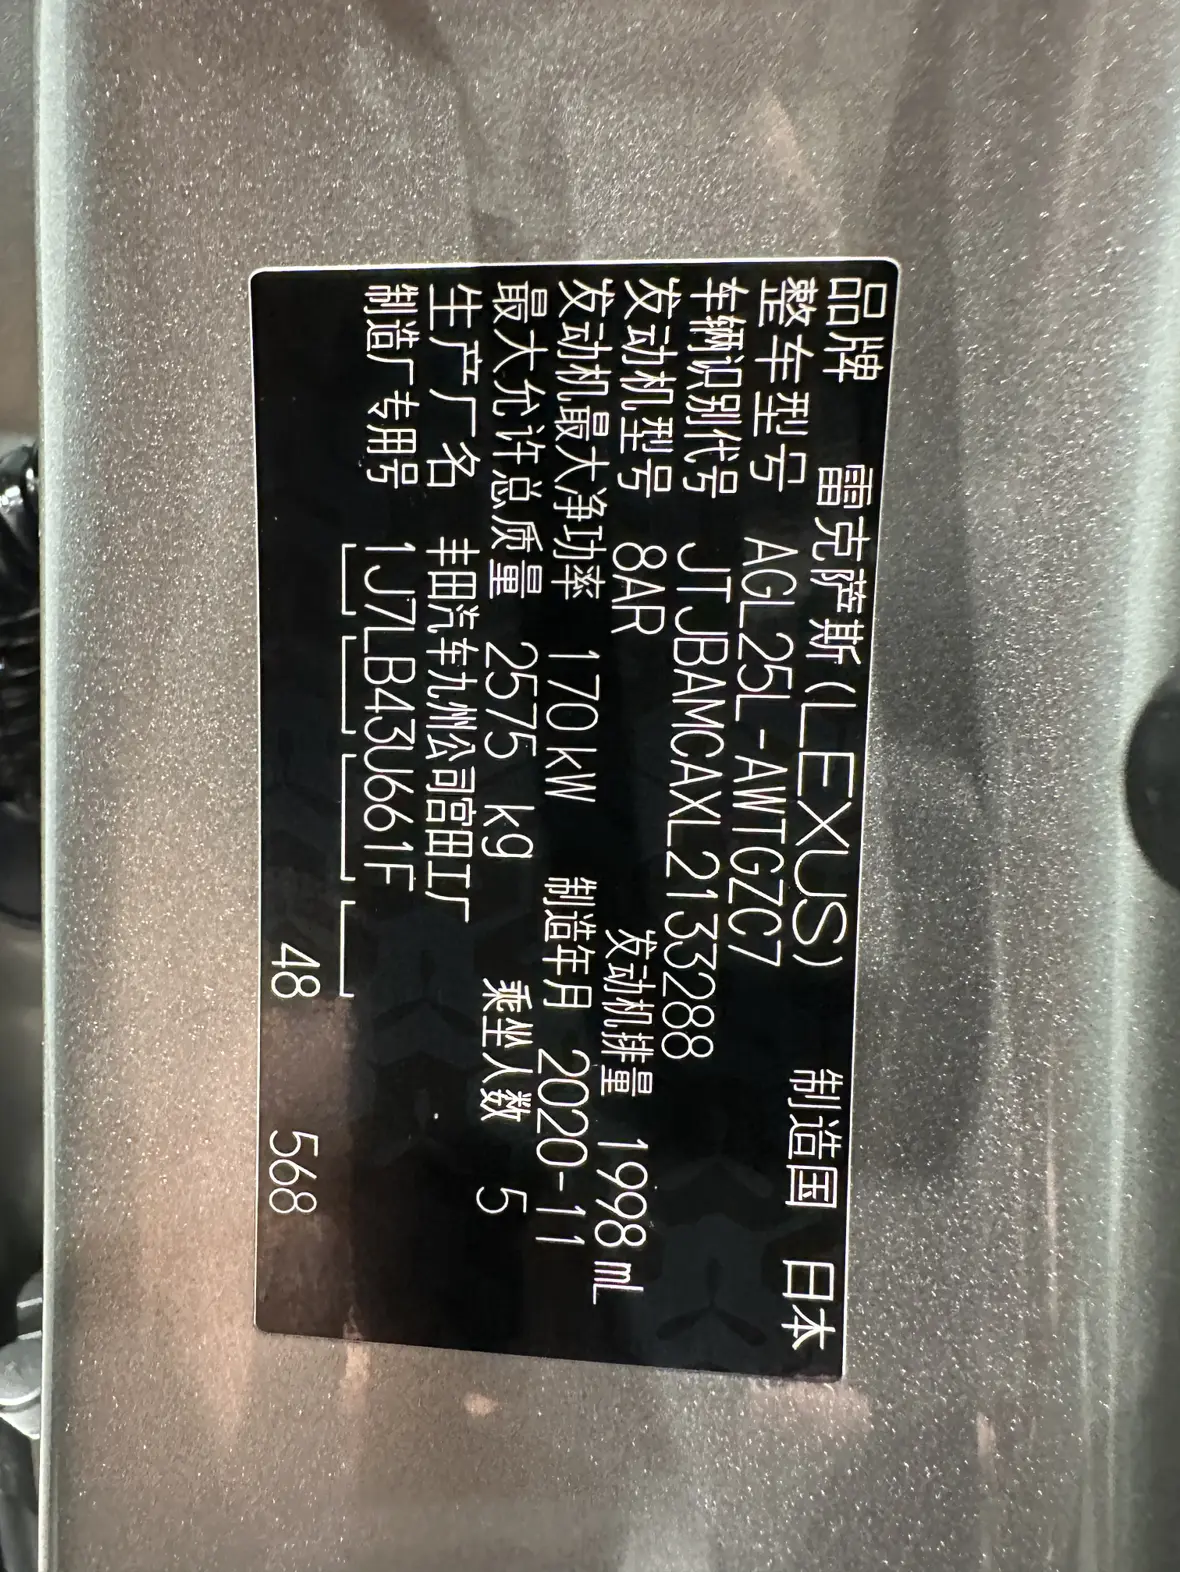 品牌 雷克萨斯(LEXUS) 制造国 日本
整车型号 AGL25L-AWTGZC7
车辆识别代号 JTJBAMCAXL2133288
发动机型号 8AR 发动机排量 1998 mL
发动机最大净功率 170kW 制造年月 2020-11
最大允许总质量 2575 kg 乘坐人数 5
生产厂名 丰田汽车九州公司宫田工厂
制造厂专用号 1J7LB43U661F
48 568